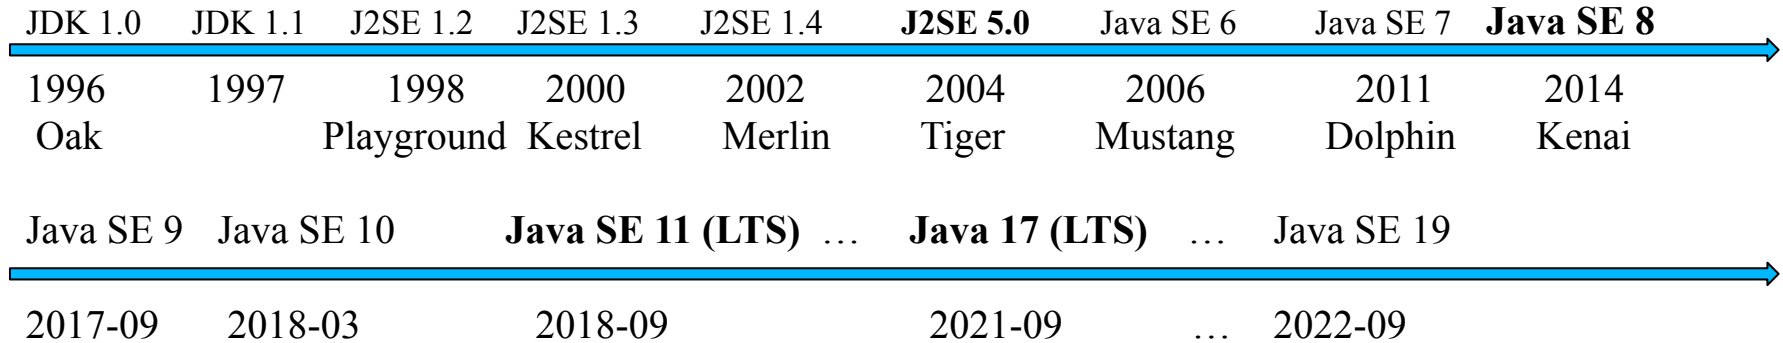 JDK 1.0 JDK 1.1 J2SE 1.2 J2SE 1.3 J2SE 1.4 J2SE 5.0 Java SE 6 Java SE 7 Java SE 8
1996 1997 1998 2000 2002 2004 2006 2011 2014
Oak Playground Kestrel Merlin Tiger Mustang Dolphin Kenai
Java SE 9 Java SE 10 Java SE 11 (LTS) … Java 17 (LTS) … Java SE 19
2017-09 2018-03 2018-09 2021-09 … 2022-09